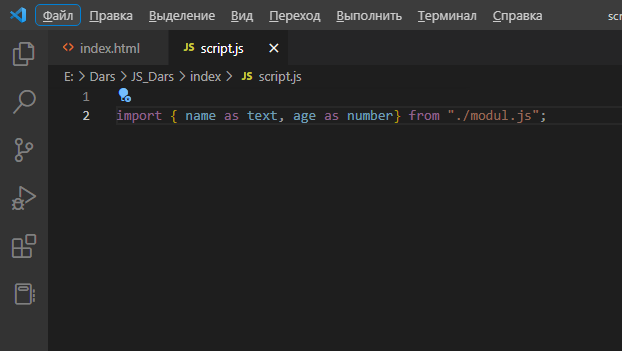 Файл Правка Выделение Вид Переход Выполнить Терминал Справка scr
index.html JS script.js
E: > Dars > JS_Dars > index > JS script.js
1
2 import { name as text, age as number} from "./modul.js";